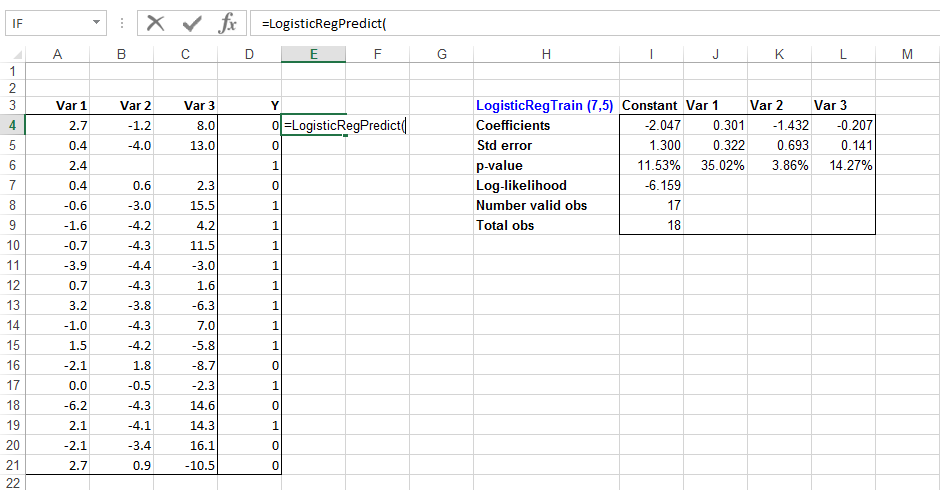 IF =LogisticRegPredict(
A B C D E F G H I J K L M
1
2
3 Var 1 Var 2 Var 3 Y LogisticRegTrain (7,5) Constant Var 1 Var 2 Var 3
4 2.7 -1.2 8.0 0 =LogisticRegPredict( Coefficients -2.047 0.301 -1.432 -0.207
5 0.4 -4.0 13.0 0 Std error 1.300 0.322 0.693 0.141
6 2.4 1 p-value 11.53% 35.02% 3.86% 14.27%
7 0.4 0.6 2.3 0 Log-likelihood -6.159
8 -0.6 -3.0 15.5 1 Number valid obs 17
9 -1.6 -4.2 4.2 1 Total obs 18
10 -0.7 -4.3 11.5 1
11 -3.9 -4.4 -3.0 1
12 0.7 -4.3 1.6 1
13 3.2 -3.8 -6.3 1
14 -1.0 -4.3 7.0 1
15 1.5 -4.2 -5.8 1
16 -2.1 1.8 -8.7 0
17 0.0 -0.5 -2.3 1
18 -6.2 -4.3 14.6 0
19 2.1 -4.1 14.3 1
20 -2.1 -3.4 16.1 0
21 2.7 0.9 -10.5 0
22